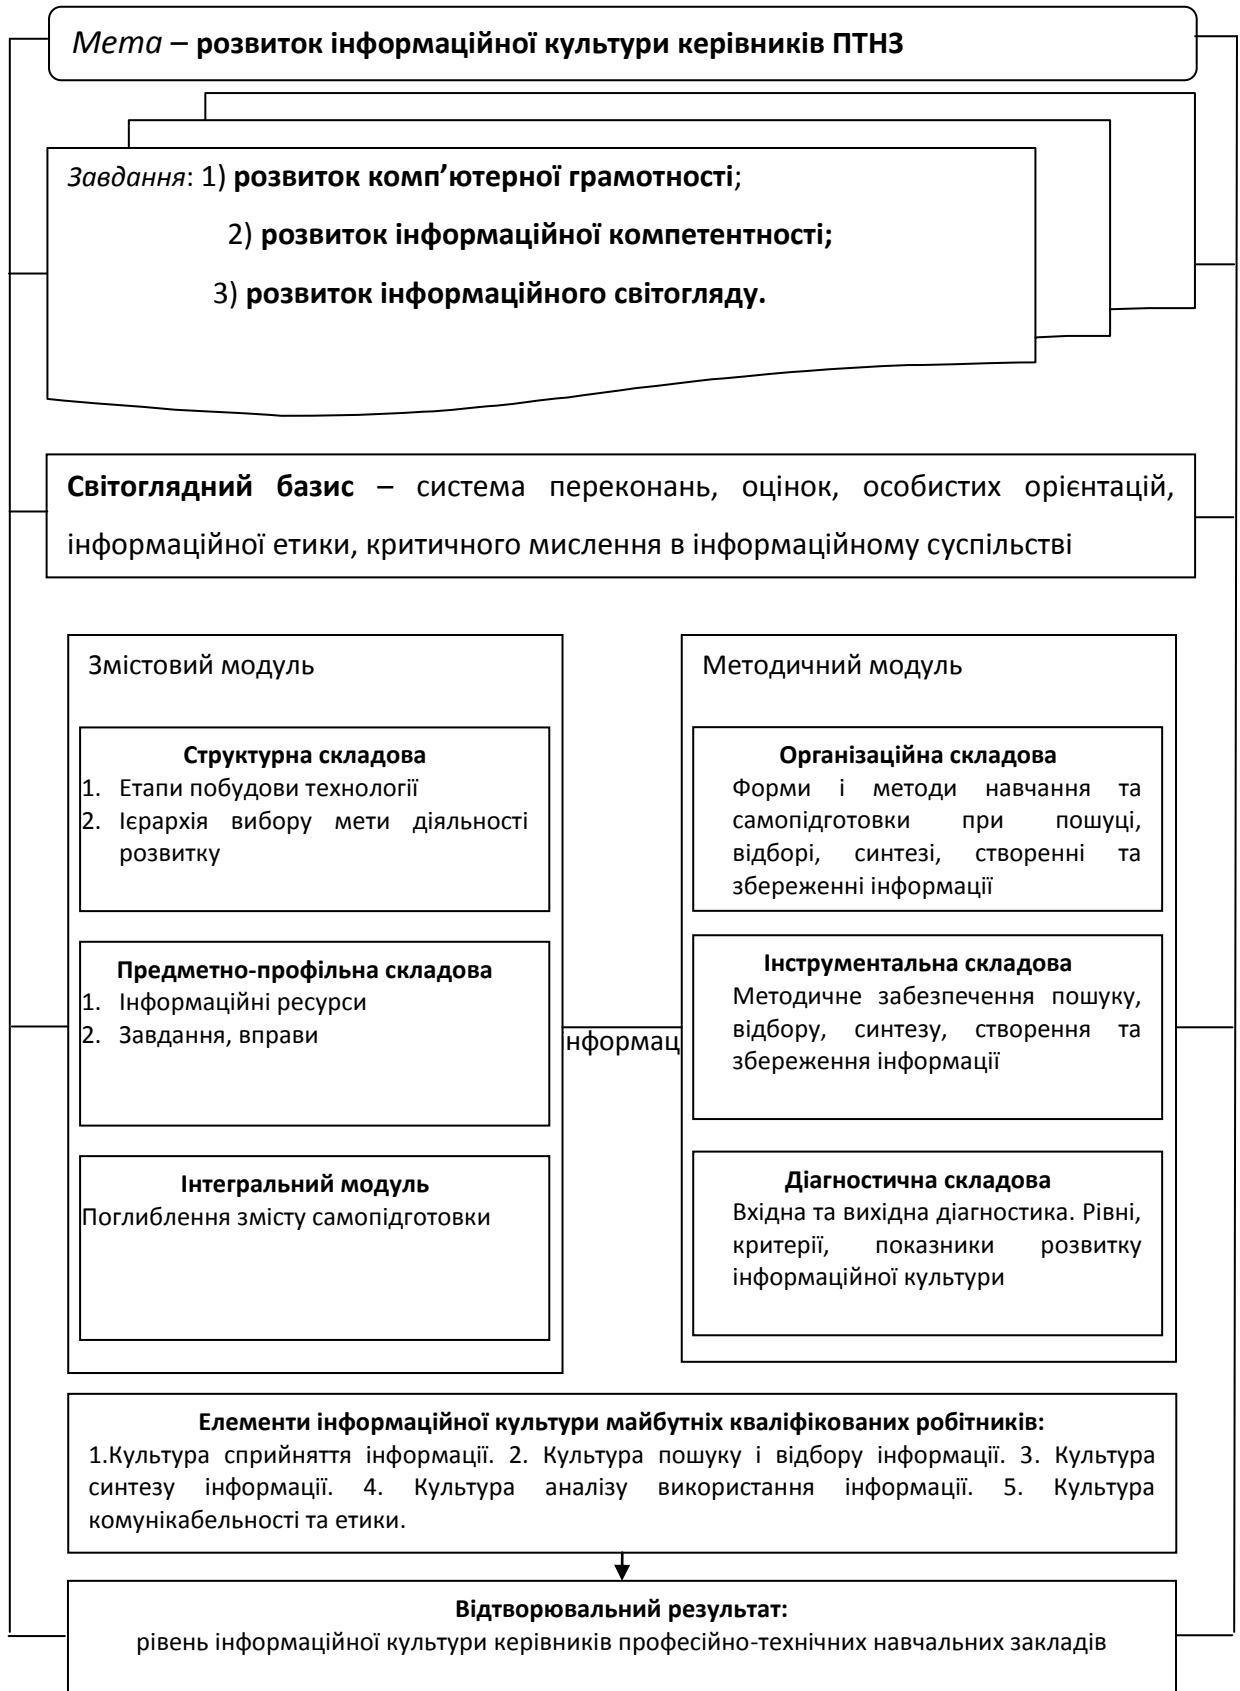 Мета – розвиток інформаційної культури керівників ПТНЗ
Завдання: 1) розвиток комп’ютерної грамотності;
2) розвиток інформаційної компетентності;
3) розвиток інформаційного світогляду.
Світоглядний базис – система переконань, оцінок, особистих орієнтацій,
інформаційної етики, критичного мислення в інформаційному суспільстві
Змістовий модуль
Структурна складова
1. Етапи побудови технології
2. Ієрархія вибору мети діяльності
розвитку
Предметно-профільна складова
1. Інформаційні ресурси
2. Завдання, вправи
Інтегральний модуль
Поглиблення змісту самопідготовки
нформац
Методичний модуль
Організаційна складова
Форми і методи навчання та
самопідготовки при пошуці,
відборі, синтезі, створенні та
збереженні інформації
Інструментальна складова
Методичне забезпечення пошуку,
відбору, синтезу, створення та
збереження інформації
Діагностична складова
Вхідна та вихідна діагностика. Рівні,
критерії, показники розвитку
інформаційної культури
Елементи інформаційної культури майбутніх кваліфікованих робітників:
1.Культура сприйняття інформації. 2. Культура пошуку і відбору інформації. 3. Культура
синтезу інформації. 4. Культура аналізу використання інформації. 5. Культура
комунікабельності та етики.
Відтворювальний результат:
рівень інформаційної культури керівників професійно-технічних навчальних закладів